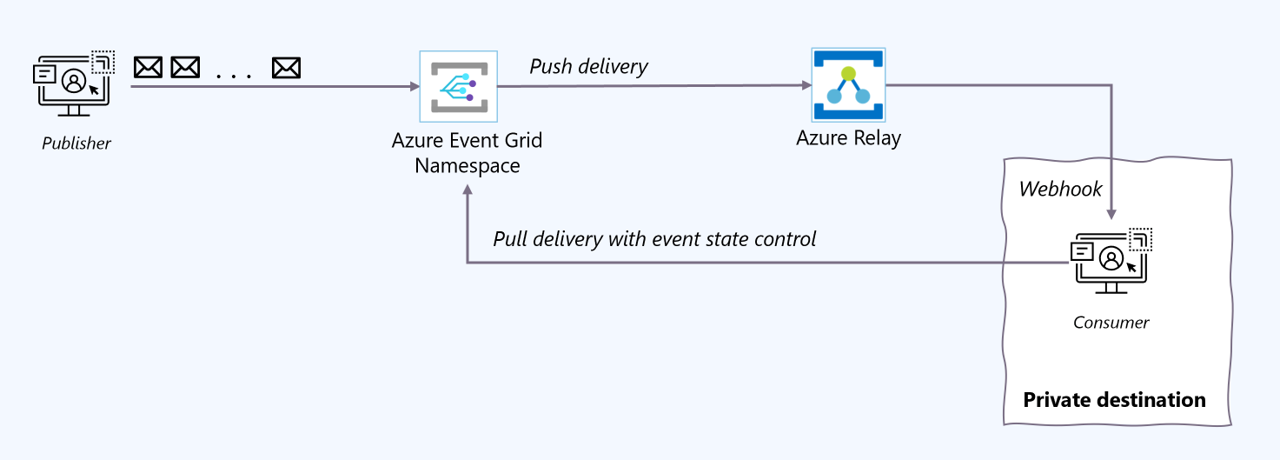 Publisher
. . .
Azure Event Grid
Namespace
Push delivery
Azure Relay
Webhook
Pull delivery with event state control
Consumer
Private destination